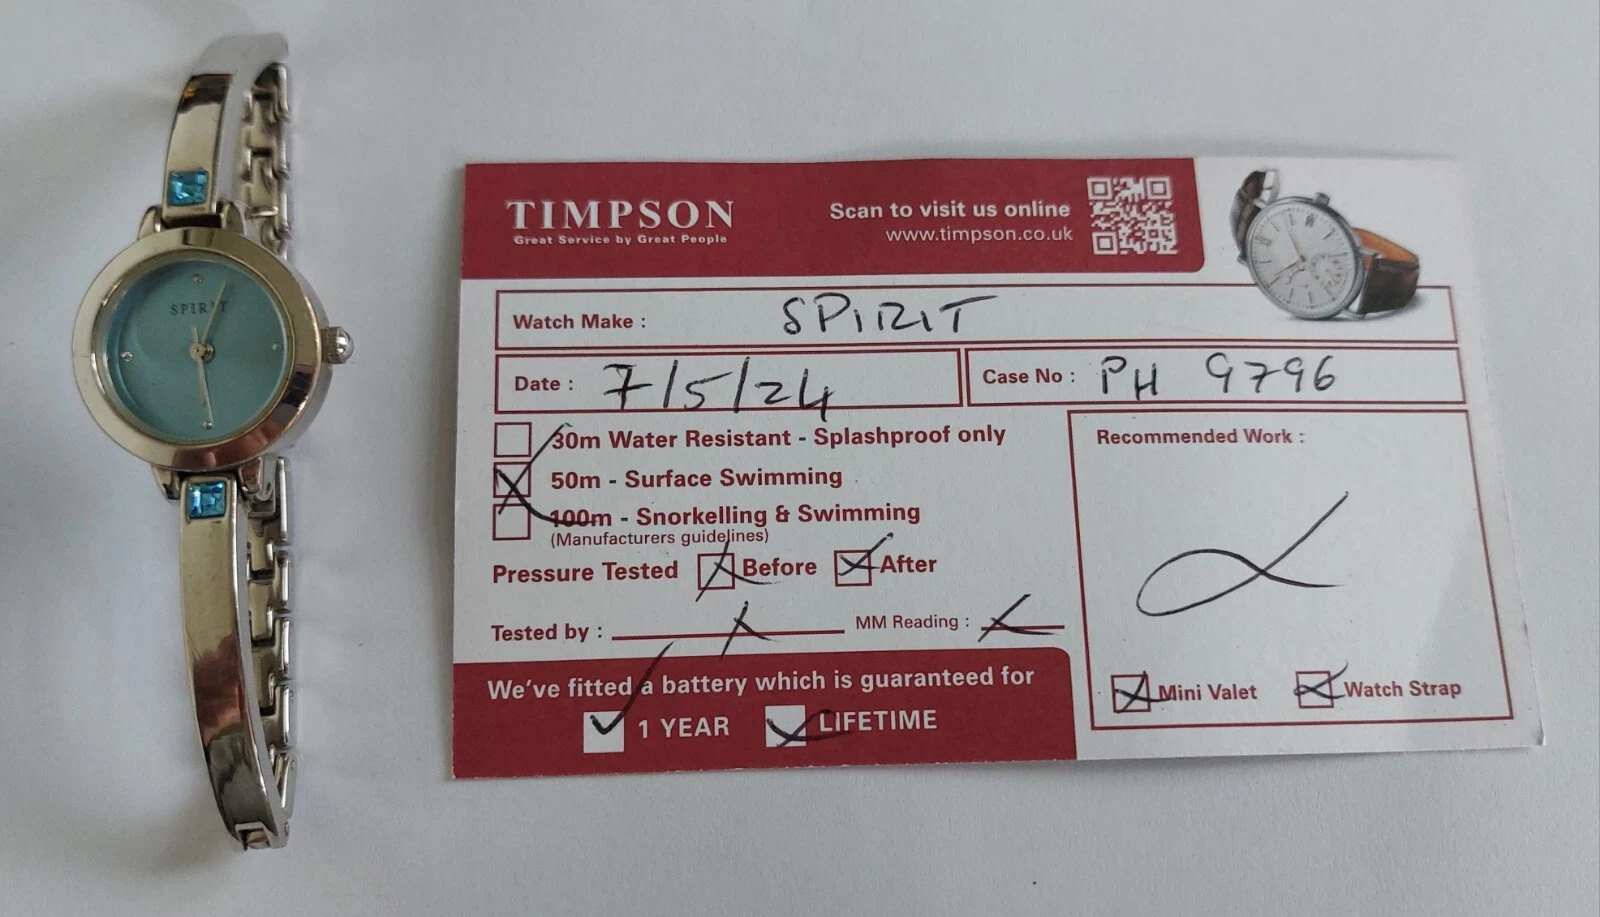 SPIRIT
TIMPSON
Great Service by Great People
Scan to visit us online
www.timpson.co.uk
Watch Make : SPIRIT
Date : 7/5/24
Case No : PH 9796
30m Water Resistant - Splashproof only
50m - Surface Swimming
100m - Snorkelling & Swimming
(Manufacturers guidelines)
Pressure Tested Before After
Tested by :
MM Reading :
Recommended Work :
Mini Valet Watch Strap
We've fitted a battery which is guaranteed for
1 YEAR LIFETIME